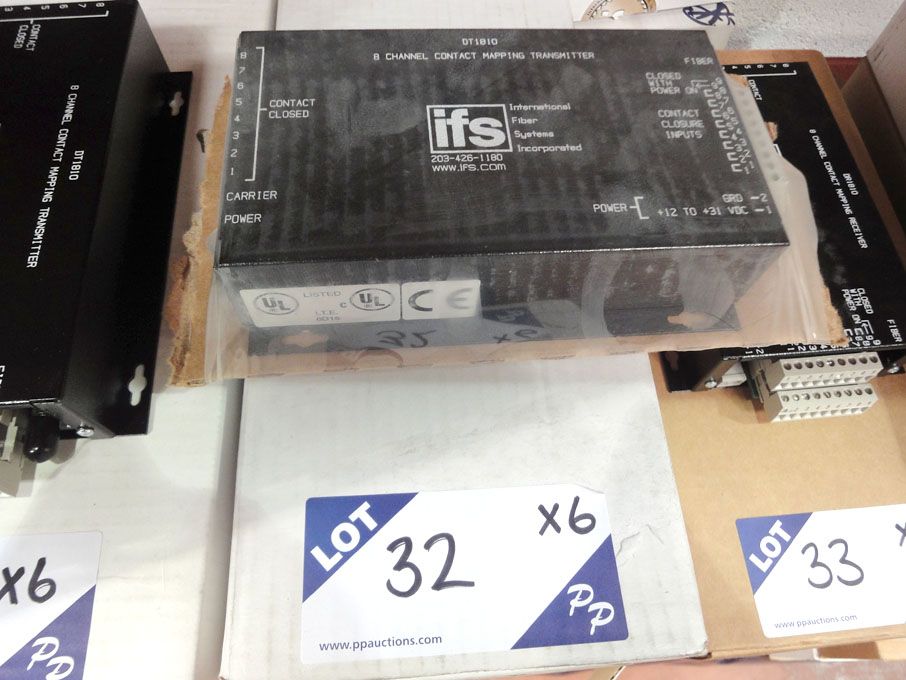 DT1810
8 CHANNEL CONTACT MAPPING TRANSMITTER
FIBER
8
7
6
5
4
3
2
1
CONTACT
CLOSED
CARRIER
POWER
ifs
International
Fiber
Systems
Incorporated
203-426-1180
www.ifs.com
CLOSED
WITH
POWER ON
CONTACT
CLOSURE
INPUTS
POWER
GRD -2
+12 TO +31 VDC -1
UL
LISTED
I.T.E.
c UL
CE
LOT
32
X6
PP
www.ppauctions.com
CONTACT
CLOSED
DT1810
8 CHANNEL CONTACT MAPPING TRANSMITTER
X6
PP
CONTACT
DR1810
8 CHANNEL CONTACT MAPPING RECEIVER
CLOSED
WITH
POWER ON
FIBER
LOT
33
www.ppauctions.com